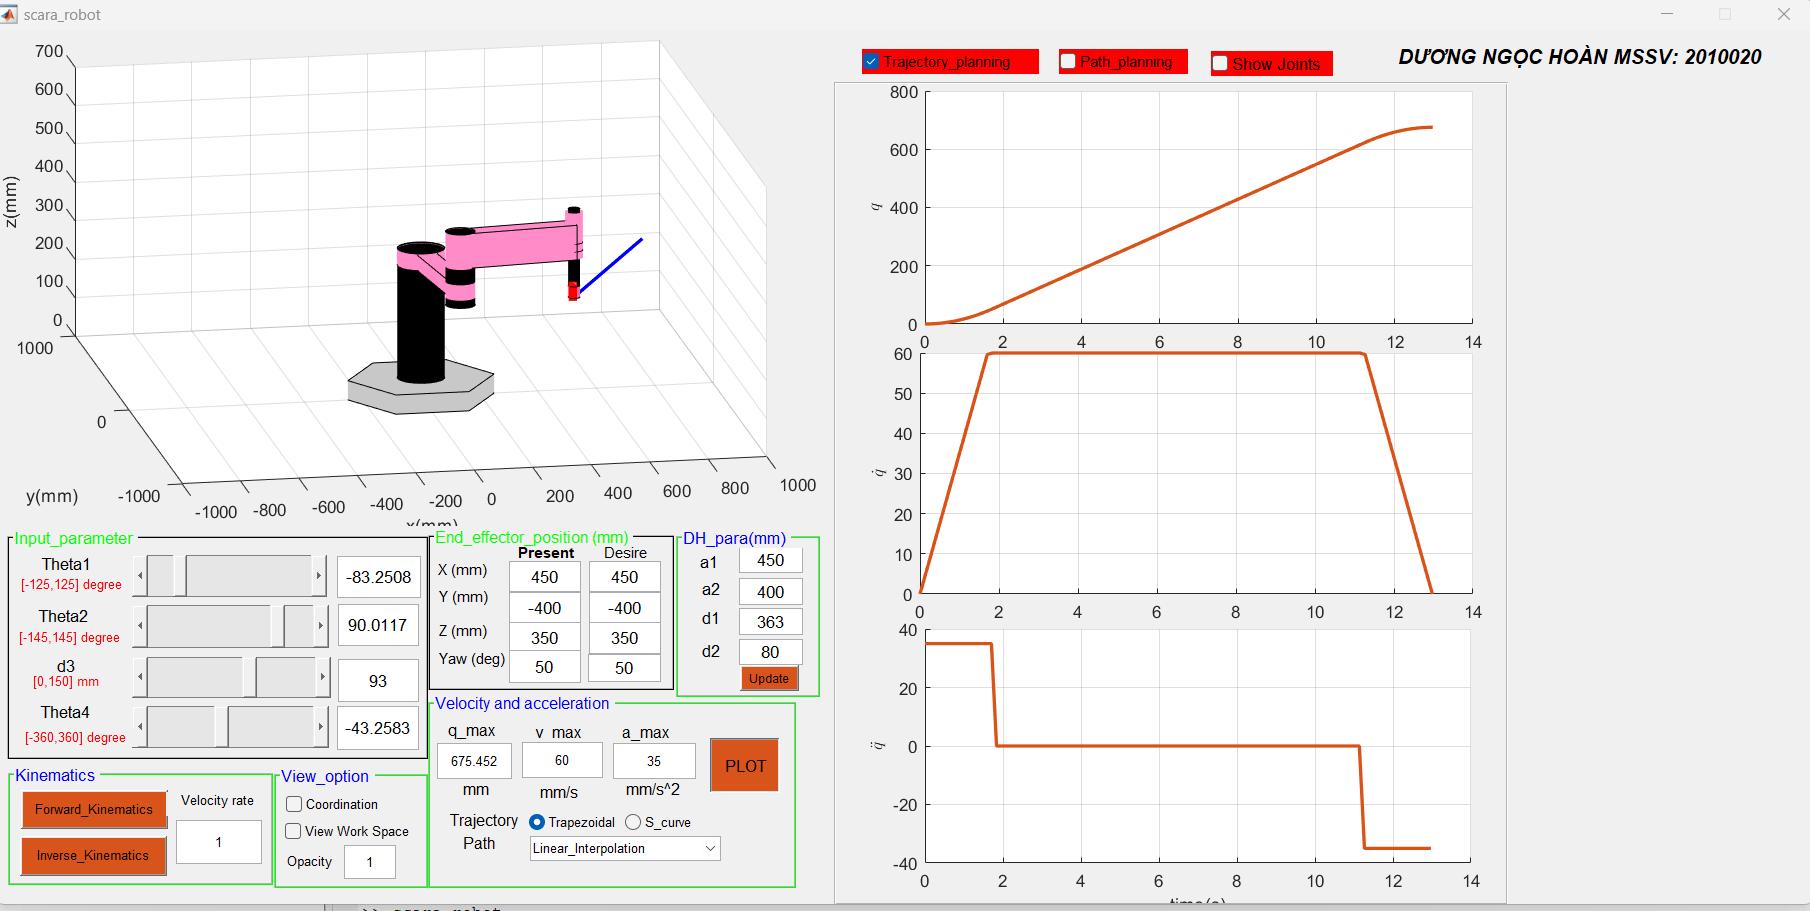 scara_robot
Trajectory_planning
Path_planning
Show Joints
DƯƠNG NGỌC HOÀN MSSV: 2010020
700
600
500
400
300
200
100
0
z(mm)
1000
0
-1000
y(mm)
-1000 -800 -600 -400 -200 0 200 400 600 800 1000
x(mm)
800
600
400
200
0
q
0 2 4 6 8 10 12 14
60
50
40
30
20
10
0
q̇
0 2 4 6 8 10 12 14
40
20
0
-20
-40
q̈
0 2 4 6 8 10 12 14
time(s)
Input_parameter
Theta1
[-125,125] degree
-83.2508
Theta2
[-145,145] degree
90.0117
d3
[0,150] mm
93
Theta4
[-360,360] degree
-43.2583
End_effector_position (mm)
Present Desire
X (mm) 450 450
Y (mm) -400 -400
Z (mm) 350 350
Yaw (deg) 50 50
DH_para(mm)
a1 450
a2 400
d1 363
d2 80
Update
Kinematics
Forward_Kinematics
Inverse_Kinematics
Velocity rate
1
View_option
Coordination
View Work Space
Opacity 1
Velocity and acceleration
q_max v_max a_max
675.452 60 35
mm mm/s mm/s^2
PLOT
Trajectory Trapezoidal S_curve
Path Linear_Interpolation
>> scara_robot